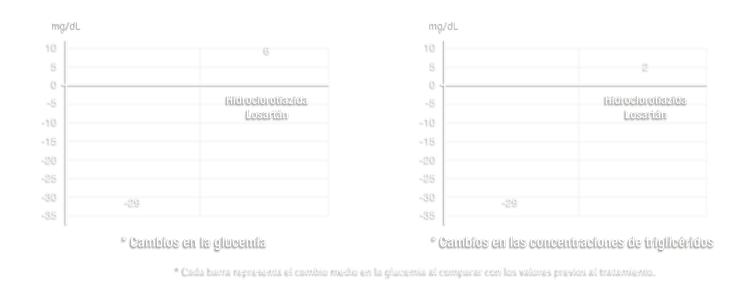 mg/dL
10
6
5
0
-5
Hidroclorotiazida
Losartán
-10
-15
-20
-25
-30
-29
-35
* Cambios en la glucemia
mg/dL
10
5
2
0
-5
Hidroclorotiazida
Losartán
-10
-15
-20
-25
-30
-29
-35
* Cambios en las concentraciones de triglicéridos
* Cada barra representa el cambio medio en la glucemia al comparar con los valores previos al tratamiento.